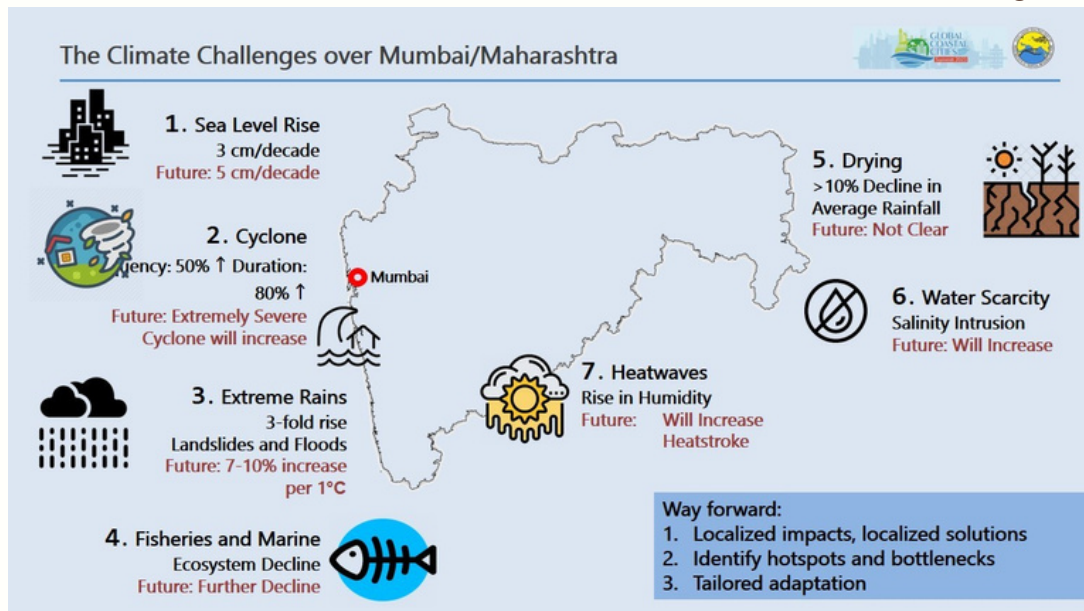 The Climate Challenges over Mumbai/Maharashtra
GLOBAL
COASTAL
CITIES
1. Sea Level Rise
3 cm/decade
Future: 5 cm/decade
2. Cyclone
uency: 50% ↑ Duration:
80% ↑
Future: Extremely Severe
Cyclone will increase
Mumbai
3. Extreme Rains
3-fold rise
Landslides and Floods
Future: 7-10% increase
per 1°C
4. Fisheries and Marine
Ecosystem Decline
Future: Further Decline
5. Drying
>10% Decline in
Average Rainfall
Future: Not Clear
6. Water Scarcity
Salinity Intrusion
Future: Will Increase
7. Heatwaves
Rise in Humidity
Future: Will Increase
Heatstroke
Way forward:
1. Localized impacts, localized solutions
2. Identify hotspots and bottlenecks
3. Tailored adaptation